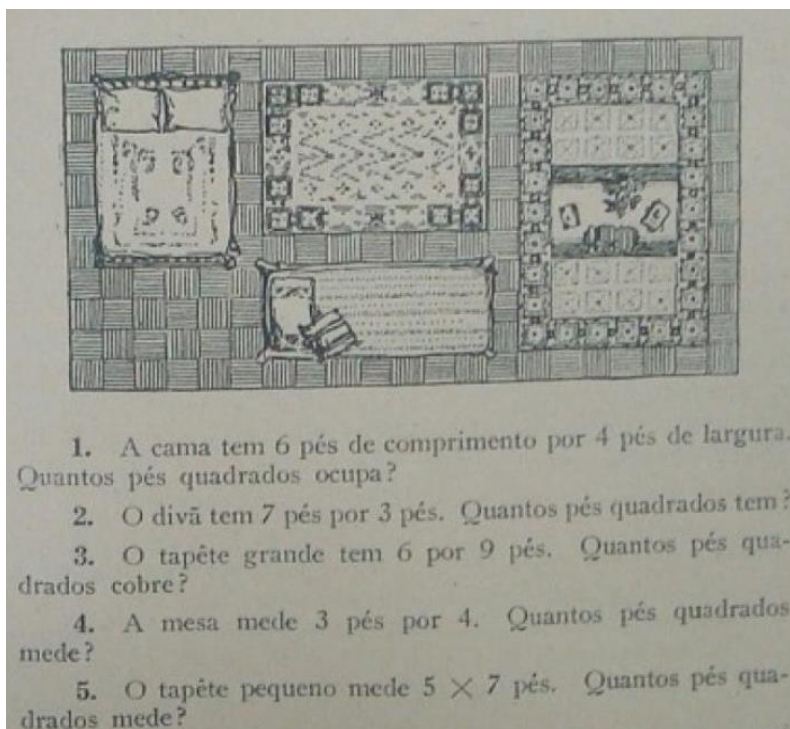 1. A cama tem 6 pés de comprimento por 4 pés de largura.
Quantos pés quadrados ocupa?
2. O divã tem 7 pés por 3 pés. Quantos pés quadrados tem?
3. O tapête grande tem 6 por 9 pés. Quantos pés qua-
drados cobre?
4. A mesa mede 3 pés por 4. Quantos pés quadrados
mede?
5. O tapête pequeno mede 5 × 7 pés. Quantos pés qua-
drados mede?